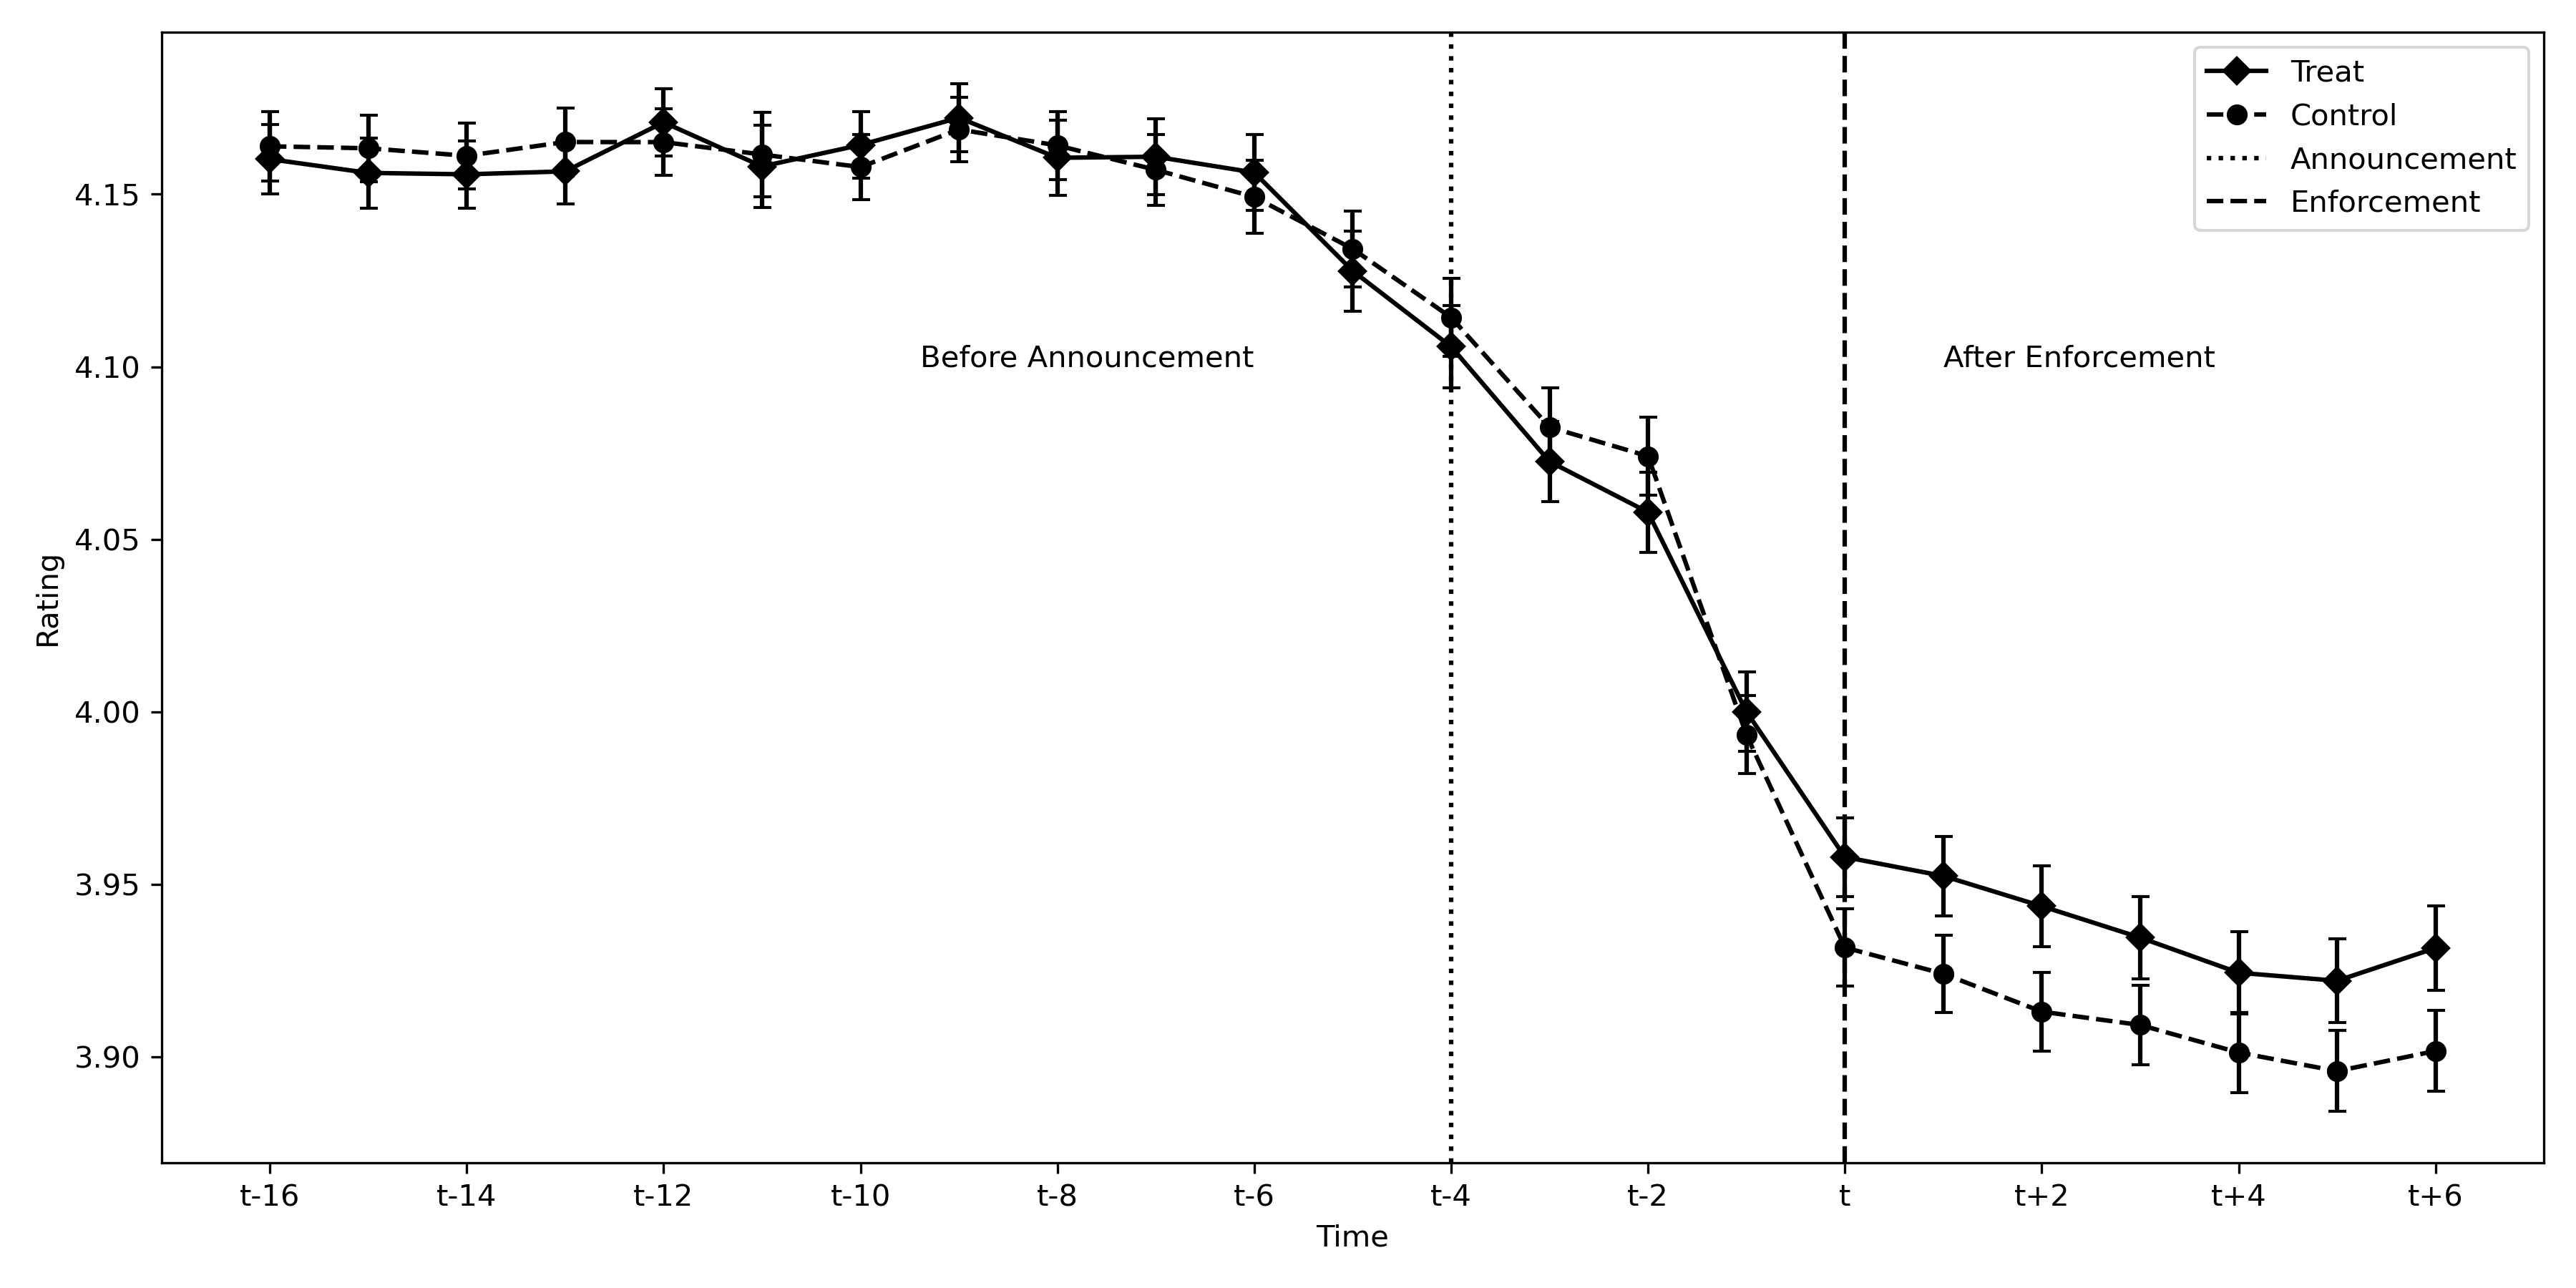 Treat
Control
Announcement
Enforcement
Before Announcement
After Enforcement
Rating
4.15
4.10
4.05
4.00
3.95
3.90
t-16 t-14 t-12 t-10 t-8 t-6 t-4 t-2 t t+2 t+4 t+6
Time